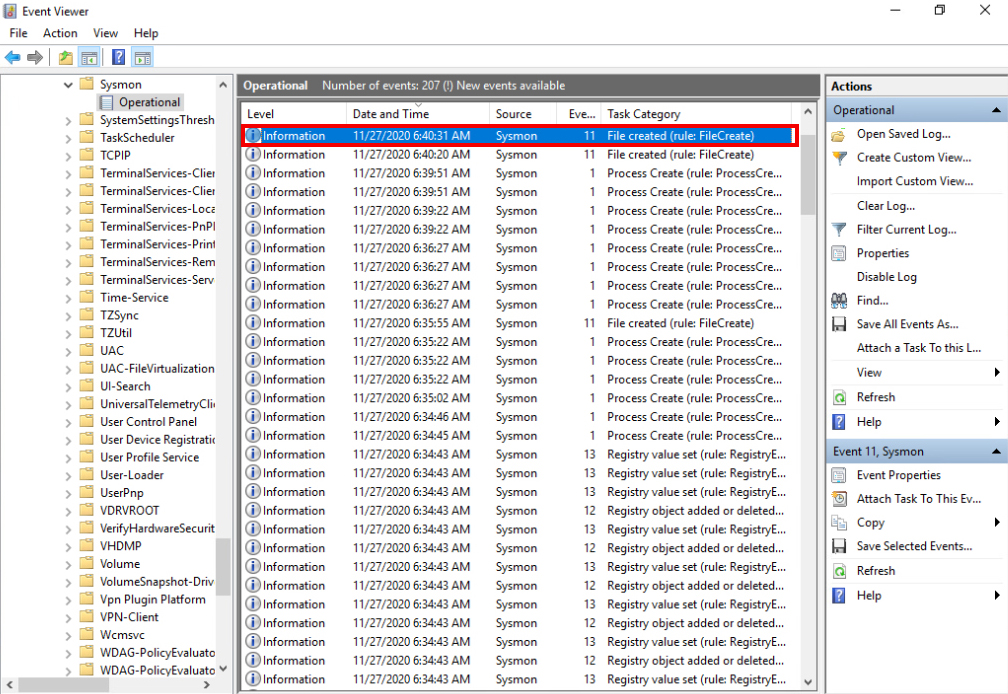 Event Viewer
File Action View Help
Sysmon
Operational
SystemSettingsThresh
TaskScheduler
TCPIP
TerminalServices-Clien
TerminalServices-Clien
TerminalServices-Loca
TerminalServices-PnPl
TerminalServices-Print
TerminalServices-Rem
TerminalServices-Serv
Time-Service
TZSync
TZUtil
UAC
UAC-FileVirtualization
UI-Search
UniversalTelemetryClie
User Control Panel
User Device Registratio
User Profile Service
User-Loader
UserPnp
VDRVROOT
VerifyHardwareSecurit
VHDMP
Volume
VolumeSnapshot-Driv
Vpn Plugin Platform
VPN-Client
Wcmsvc
WDAG-PolicyEvaluato
WDAG-PolicyEvaluato
Operational Number of events: 207 (!) New events available
Level Date and Time Source Eve... Task Category
Information 11/27/2020 6:40:31 AM Sysmon 11 File created (rule: FileCreate)
Information 11/27/2020 6:40:20 AM Sysmon 11 File created (rule: FileCreate)
Information 11/27/2020 6:39:51 AM Sysmon 1 Process Create (rule: ProcessCre...
Information 11/27/2020 6:39:51 AM Sysmon 1 Process Create (rule: ProcessCre...
Information 11/27/2020 6:39:22 AM Sysmon 1 Process Create (rule: ProcessCre...
Information 11/27/2020 6:39:22 AM Sysmon 1 Process Create (rule: ProcessCre...
Information 11/27/2020 6:36:27 AM Sysmon 1 Process Create (rule: ProcessCre...
Information 11/27/2020 6:36:27 AM Sysmon 1 Process Create (rule: ProcessCre...
Information 11/27/2020 6:36:27 AM Sysmon 1 Process Create (rule: ProcessCre...
Information 11/27/2020 6:36:27 AM Sysmon 1 Process Create (rule: ProcessCre...
Information 11/27/2020 6:35:55 AM Sysmon 11 File created (rule: FileCreate)
Information 11/27/2020 6:35:22 AM Sysmon 1 Process Create (rule: ProcessCre...
Information 11/27/2020 6:35:22 AM Sysmon 1 Process Create (rule: ProcessCre...
Information 11/27/2020 6:35:22 AM Sysmon 1 Process Create (rule: ProcessCre...
Information 11/27/2020 6:35:02 AM Sysmon 1 Process Create (rule: ProcessCre...
Information 11/27/2020 6:34:46 AM Sysmon 1 Process Create (rule: ProcessCre...
Information 11/27/2020 6:34:45 AM Sysmon 1 Process Create (rule: ProcessCre...
Information 11/27/2020 6:34:43 AM Sysmon 13 Registry value set (rule: RegistryE...
Information 11/27/2020 6:34:43 AM Sysmon 13 Registry value set (rule: RegistryE...
Information 11/27/2020 6:34:43 AM Sysmon 13 Registry value set (rule: RegistryE...
Information 11/27/2020 6:34:43 AM Sysmon 12 Registry object added or deleted...
Information 11/27/2020 6:34:43 AM Sysmon 13 Registry value set (rule: RegistryE...
Information 11/27/2020 6:34:43 AM Sysmon 12 Registry object added or deleted...
Information 11/27/2020 6:34:43 AM Sysmon 13 Registry value set (rule: RegistryE...
Information 11/27/2020 6:34:43 AM Sysmon 12 Registry object added or deleted...
Information 11/27/2020 6:34:43 AM Sysmon 13 Registry value set (rule: RegistryE...
Information 11/27/2020 6:34:43 AM Sysmon 12 Registry object added or deleted...
Information 11/27/2020 6:34:43 AM Sysmon 13 Registry value set (rule: RegistryE...
Information 11/27/2020 6:34:43 AM Sysmon 12 Registry object added or deleted...
Information 11/27/2020 6:34:43 AM Sysmon 13 Registry value set (rule: RegistryE...
Actions
Operational
Open Saved Log...
Create Custom View...
Import Custom View...
Clear Log...
Filter Current Log...
Properties
Disable Log
Find...
Save All Events As...
Attach a Task To this L...
View
Refresh
Help
Event 11, Sysmon
Event Properties
Attach Task To This Ev...
Copy
Save Selected Events...
Refresh
Help